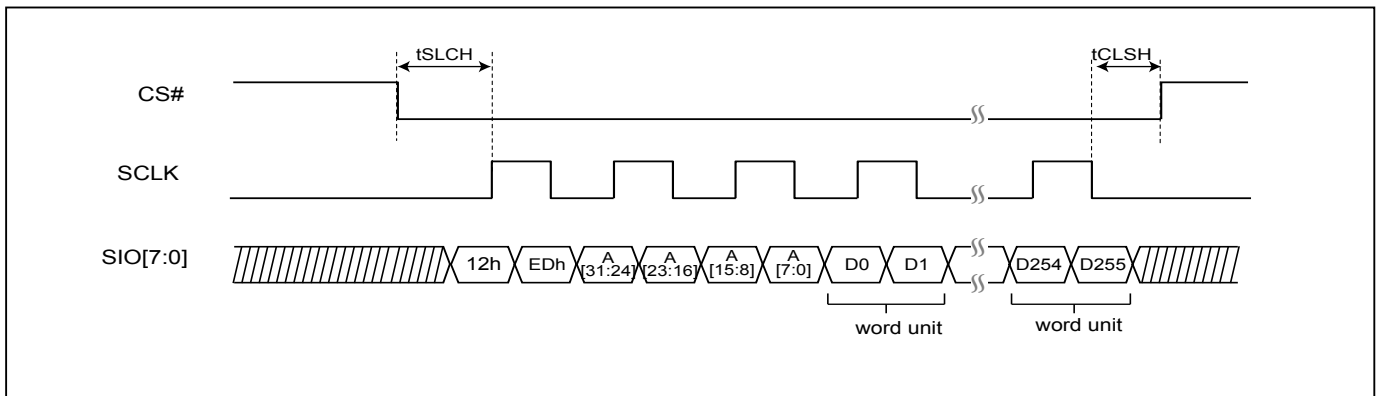 tSLCH
tCLSH
CS#
SCLK
SIO[7:0]
12h
EDh
A
[31:24]
A
[23:16]
A
[15:8]
A
[7:0]
D0
D1
D254
D255
word unit
word unit